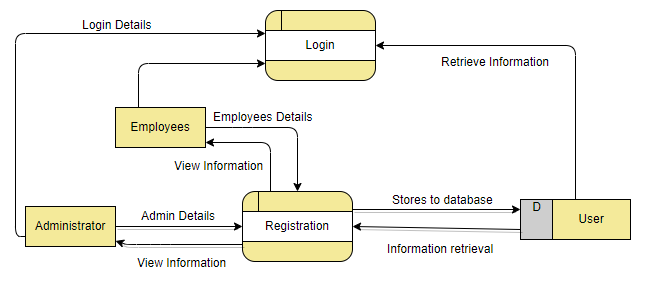 Login Details
Login
Retrieve Information
Employees Details
Employees
View Information
D
Stores to database
Admin Details
User
Administrator
Registration
Information retrieval
View Information